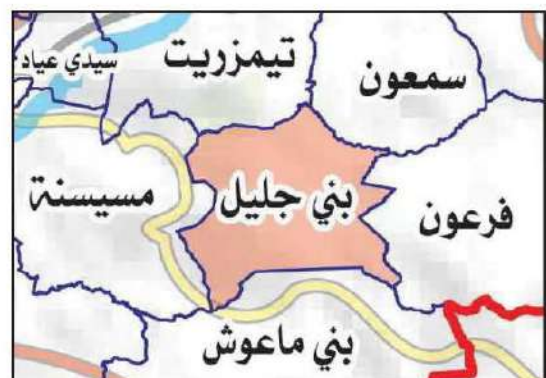 تيمزريت
سيدي عياد
سمعون
مسيسنة
بني جليل
فرعون
بني ماعوش